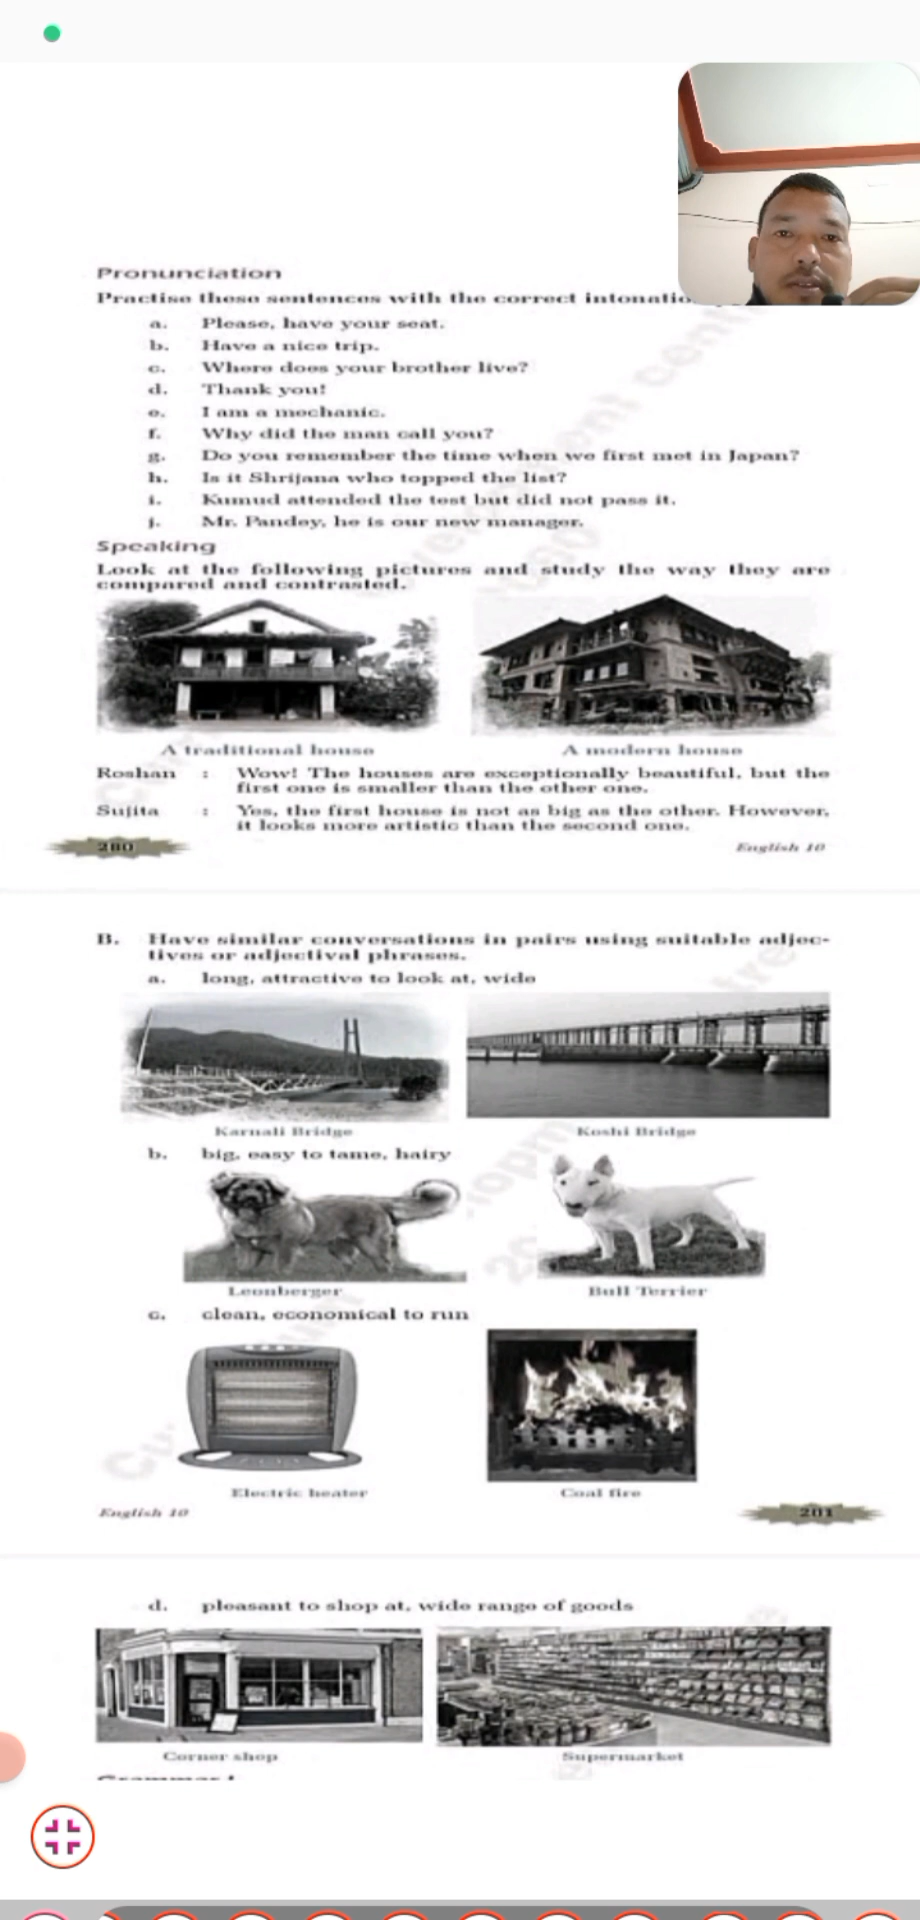 Pronunciation
Practise these sentences with the correct intonatio
a. Please, have your seat.
b. Have a nice trip.
c. Where does your brother live?
d. Thank you!
e. I am a mechanic.
f. Why did the man call you?
g. Do you remember the time when we first met in Japan?
h. Is it Shrijana who topped the list?
i. Kumud attended the test but did not pass it.
j. Mr. Pandey, he is our new manager.
Speaking
Look at the following pictures and study the way they are
compared and contrasted.
A traditional house A modern house
Roshan : Wow! The houses are exceptionally beautiful, but the
first one is smaller than the other one.
Sujita : Yes, the first house is not as big as the other. However,
it looks more artistic than the second one.
280 English 10
B. Have similar conversations in pairs using suitable adjec-
tives or adjectival phrases.
a. long, attractive to look at, wide
Karnali Bridge Koshi Bridge
b. big, easy to tame, hairy
Leonberger Bull Terrier
c. clean, economical to run
Electric heater Coal fire
English 10 281
d. pleasant to shop at, wide range of goods
Corner shop Supermarket